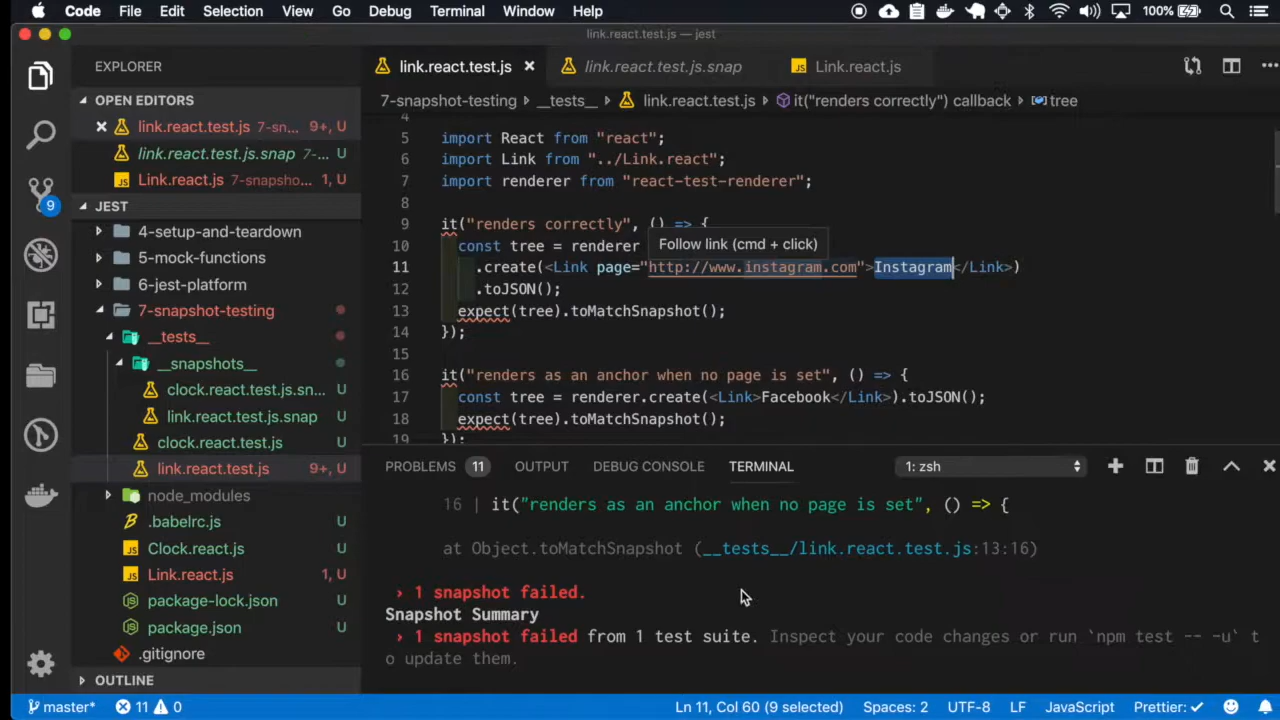 Code File Edit Selection View Go Debug Terminal Window Help 100%
link.react.test.js — jest
EXPLORER
OPEN EDITORS
link.react.test.js 7-sn... 9+, U
link.react.test.js.snap 7-... U
Link.react.js 7-snapsho... 1, U
JEST
4-setup-and-teardown
5-mock-functions
6-jest-platform
7-snapshot-testing
__tests__
__snapshots__
clock.react.test.js.sn... U
link.react.test.js.snap U
clock.react.test.js U
link.react.test.js 9+, U
node_modules
.babelrc.js U
Clock.react.js U
Link.react.js 1, U
package-lock.json U
package.json U
.gitignore
OUTLINE
9
link.react.test.js link.react.test.js.snap Link.react.js
7-snapshot-testing › __tests__ › link.react.test.js › it("renders correctly") callback › tree
4
5 import React from "react";
6 import Link from "../Link.react";
7 import renderer from "react-test-renderer";
8
9 it("renders correctly", () => {
10 const tree = renderer
Follow link (cmd + click)
11 .create(<Link page="http://www.instagram.com">Instagram</Link>)
12 .toJSON();
13 expect(tree).toMatchSnapshot();
14 });
15
16 it("renders as an anchor when no page is set", () => {
17 const tree = renderer.create(<Link>Facebook</Link>).toJSON();
18 expect(tree).toMatchSnapshot();
19 });
PROBLEMS 11 OUTPUT DEBUG CONSOLE TERMINAL 1: zsh
16 | it("renders as an anchor when no page is set", () => {
at Object.toMatchSnapshot (__tests__/link.react.test.js:13:16)
› 1 snapshot failed.
Snapshot Summary
› 1 snapshot failed from 1 test suite. Inspect your code changes or run `npm test -- -u` t
o update them.
master* 11 0 Ln 11, Col 60 (9 selected) Spaces: 2 UTF-8 LF JavaScript Prettier: ✓